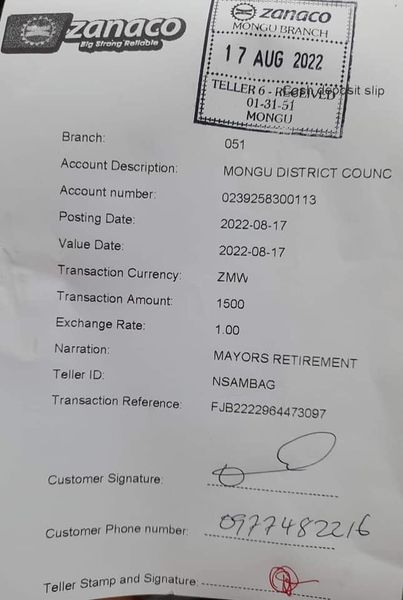 zanaco
Big Strong Reliable
zanaco
MONGU BRANCH
17 AUG 2022
TELLER 6 - RECEIVED
01-31-51
MONGU
Cash deposit slip
Branch: 051
Account Description: MONGU DISTRICT COUNC
Account number: 0239258300113
Posting Date: 2022-08-17
Value Date: 2022-08-17
Transaction Currency: ZMW
Transaction Amount: 1500
Exchange Rate: 1.00
Narration: MAYORS RETIREMENT
Teller ID: NSAMBAG
Transaction Reference: FJB2222964473097
Customer Signature:
Customer Phone number: 0977482216
Teller Stamp and Signature: